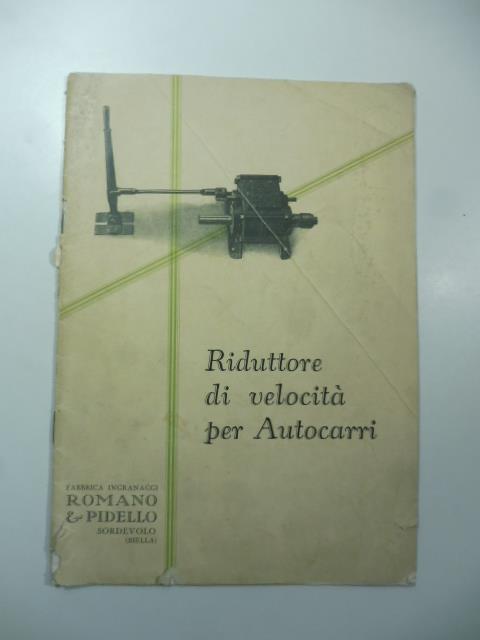 Riduttore
di velocità
per Autocarri
FABBRICA INGRANAGGI
ROMANO
& PIDELLO
SORDEVOLO
(BIELLA)